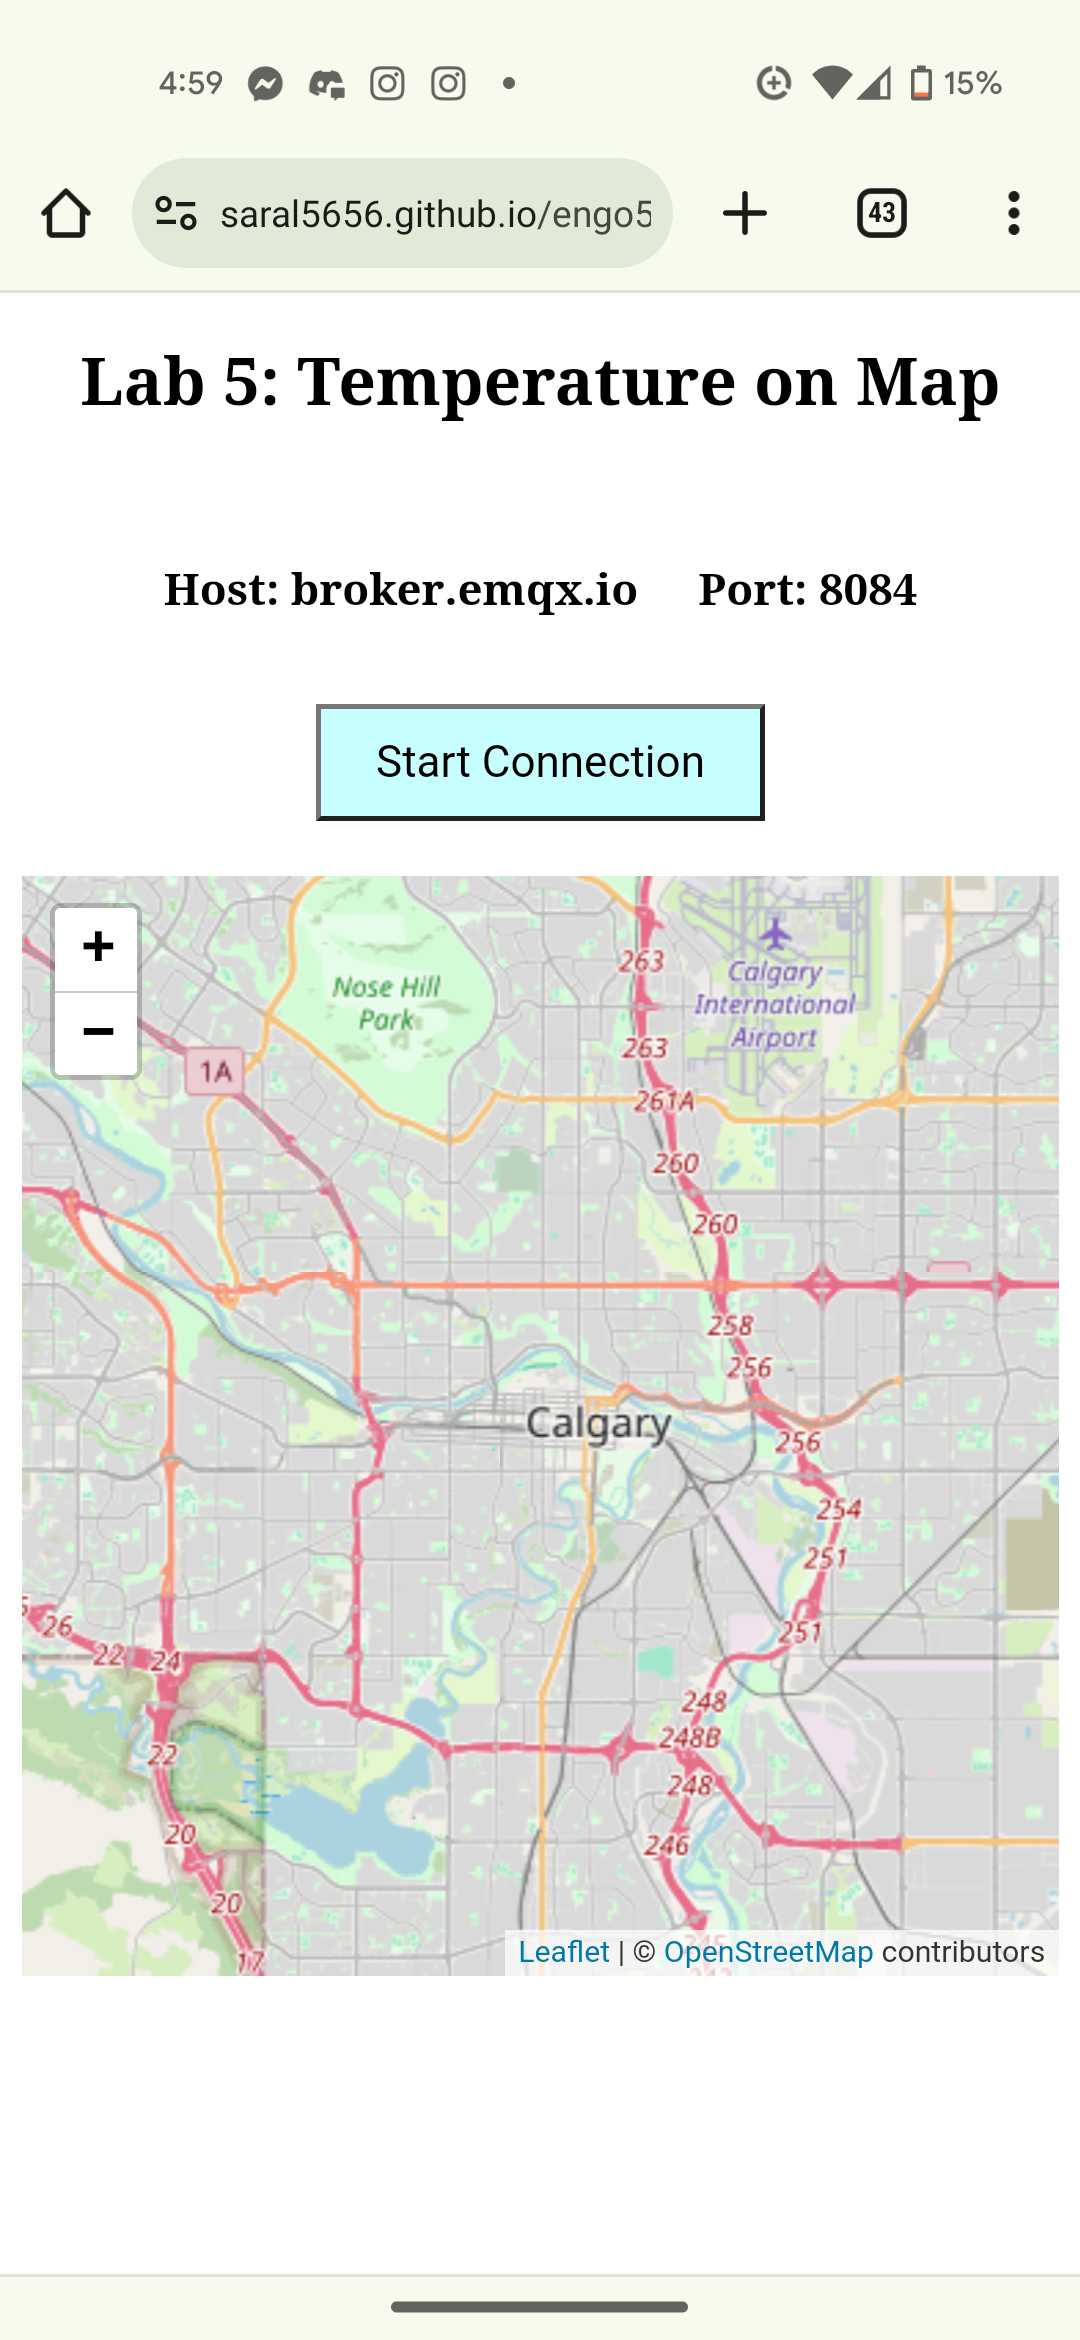 4:59 15%
saral5656.github.io/engo5
43
Lab 5: Temperature on Map
Host: broker.emqx.io Port: 8084
Start Connection
+
−
Nose Hill
Park
263
Calgary
International
Airport
263
1A
261A
260
260
258
256
Calgary
256
254
251
26
251
22 24
248
248B
22
248
20
246
20
245
17
Leaflet | © OpenStreetMap contributors